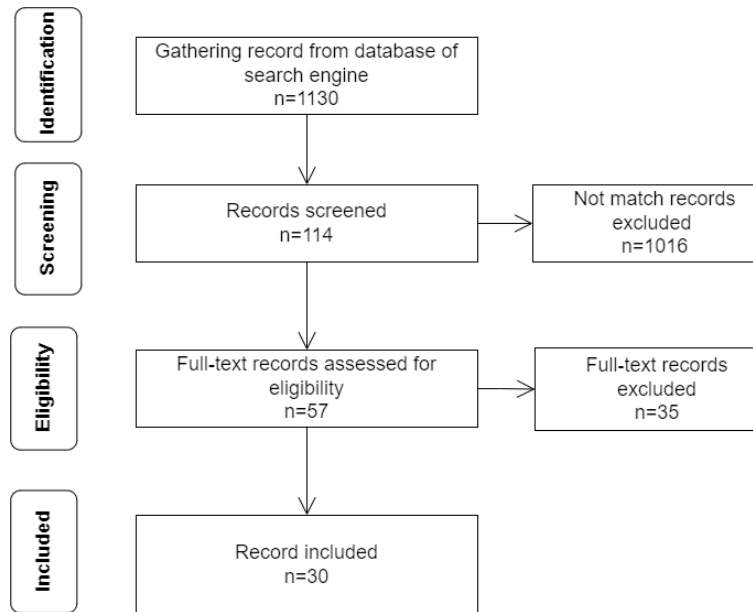 Identification
Gathering record from database of
search engine
n=1130
Screening
Records screened
n=114
Not match records
excluded
n=1016
Eligibility
Full-text records assessed for
eligibility
n=57
Full-text records
excluded
n=35
Included
Record included
n=30